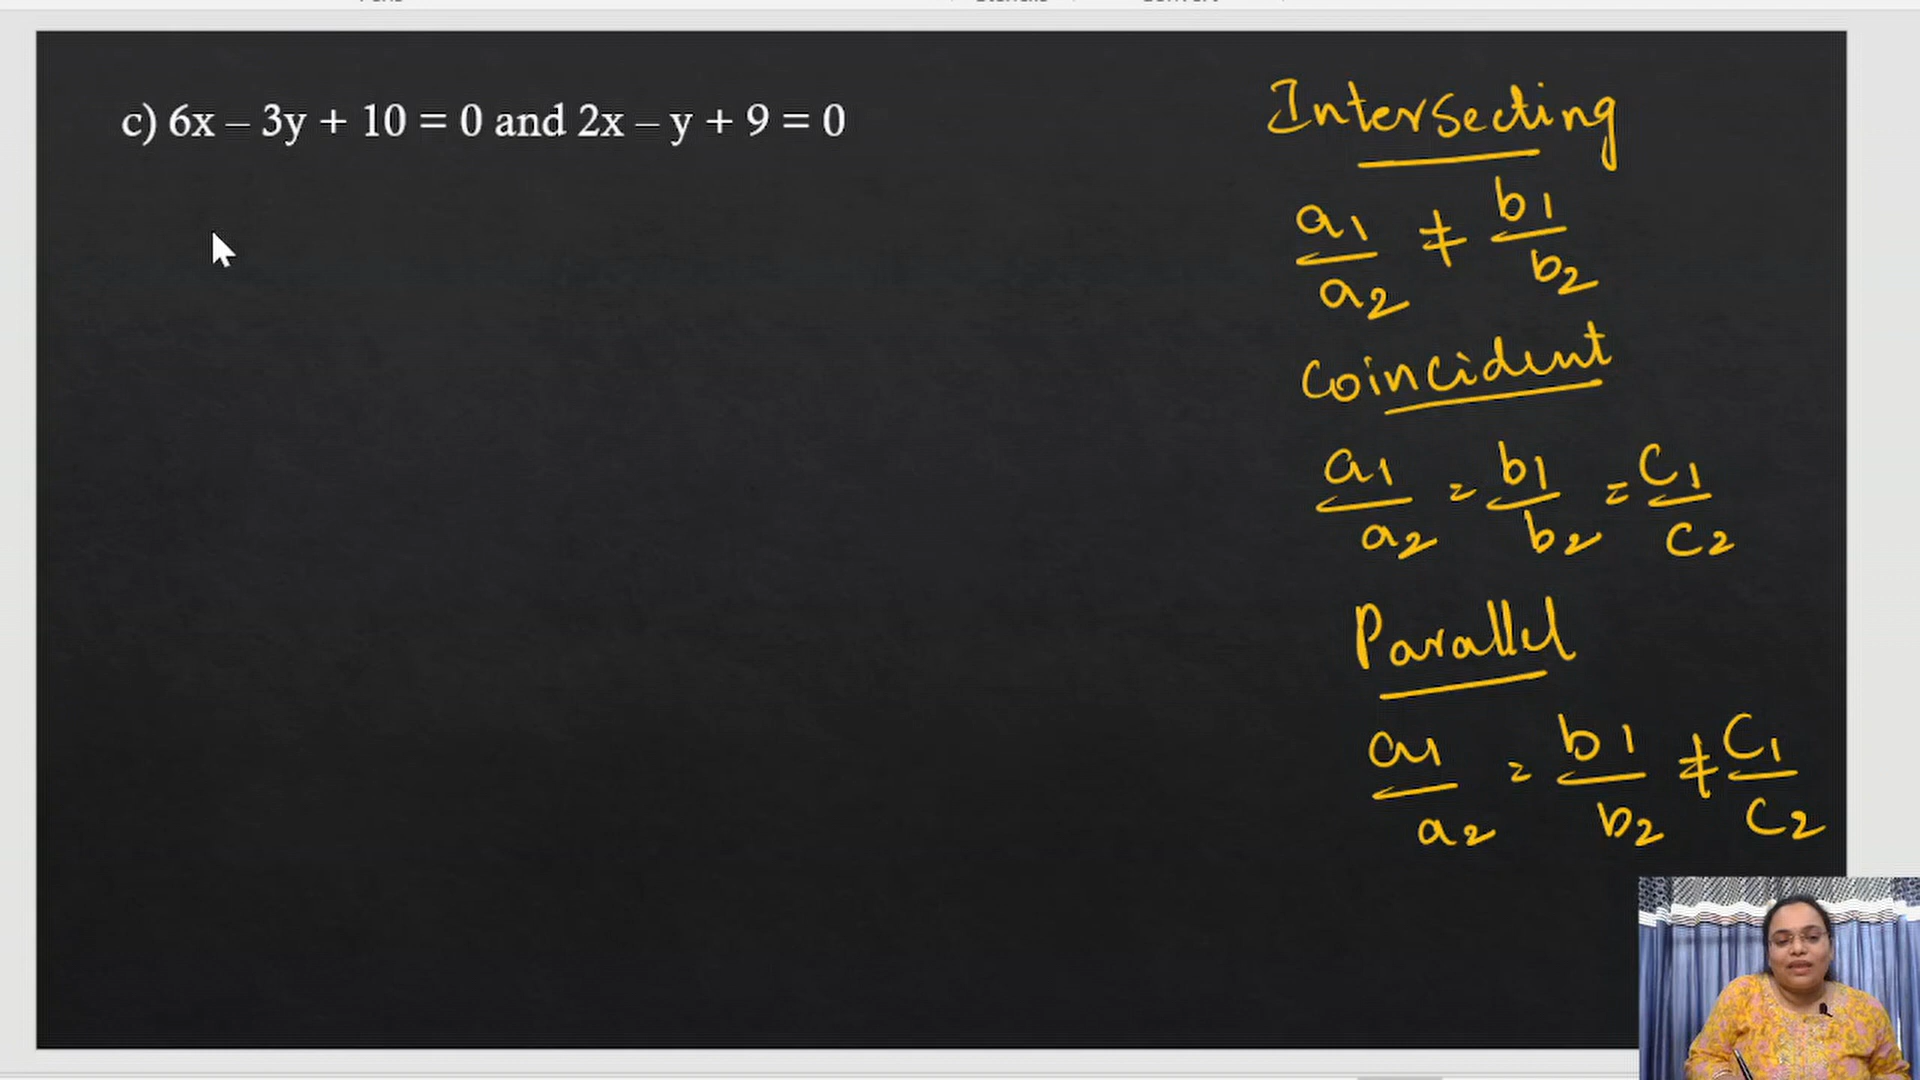 c) 6x – 3y + 10 = 0 and 2x – y + 9 = 0
Intersecting
a1/a2 ≠ b1/b2
Coincident
a1/a2 = b1/b2 = C1/C2
Parallel
a1/a2 = b1/b2 ≠ C1/C2